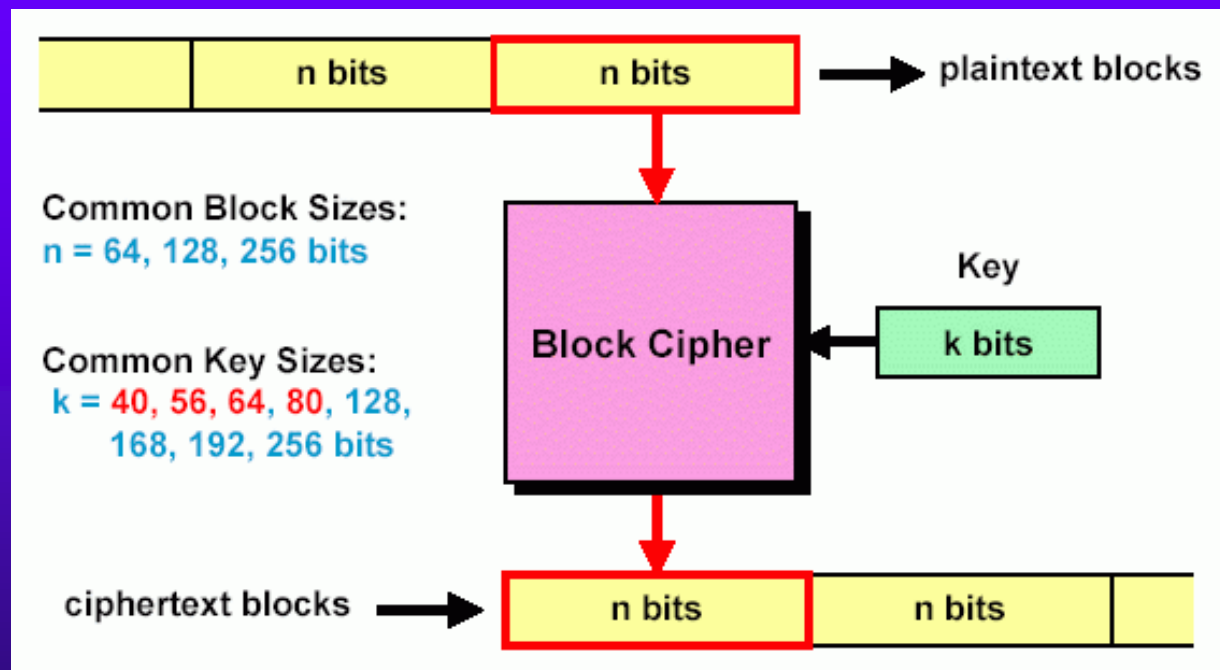 n bits
n bits
plaintext blocks
Common Block Sizes:
n = 64, 128, 256 bits
Key
Block Cipher
k bits
Common Key Sizes:
k = 40, 56, 64, 80, 128,
168, 192, 256 bits
ciphertext blocks
n bits
n bits